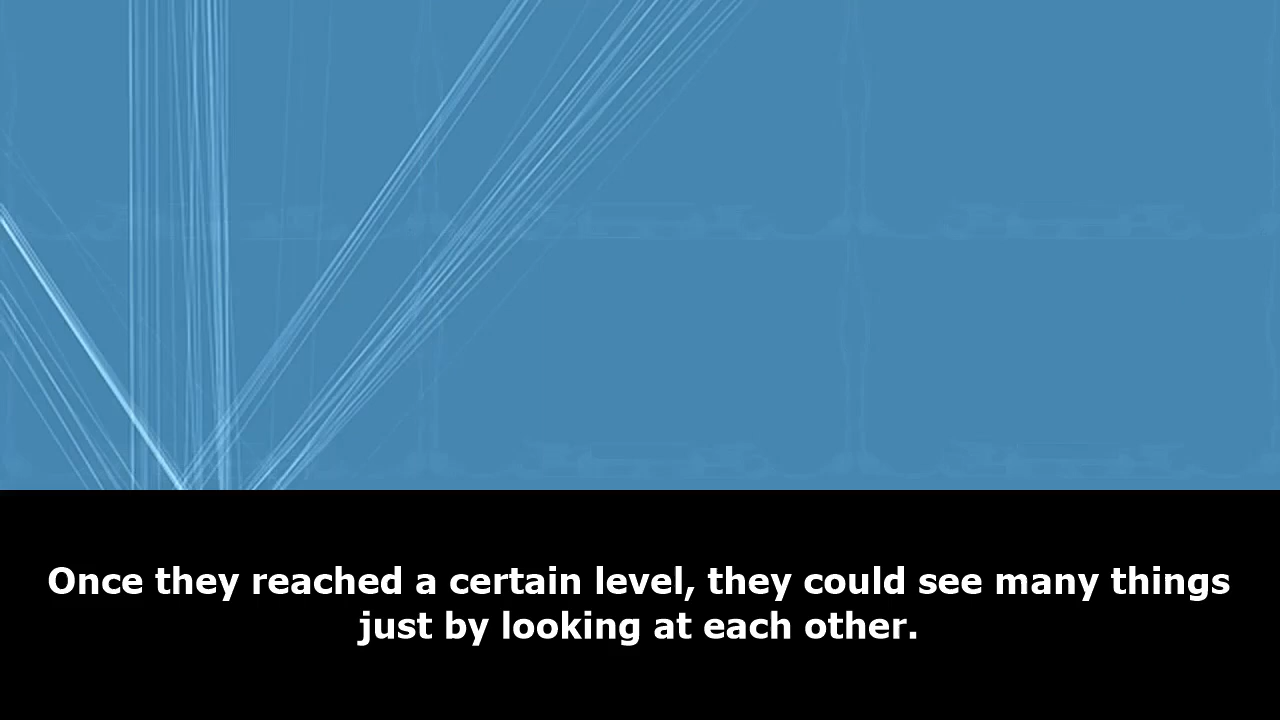 Once they reached a certain level, they could see many things
just by looking at each other.